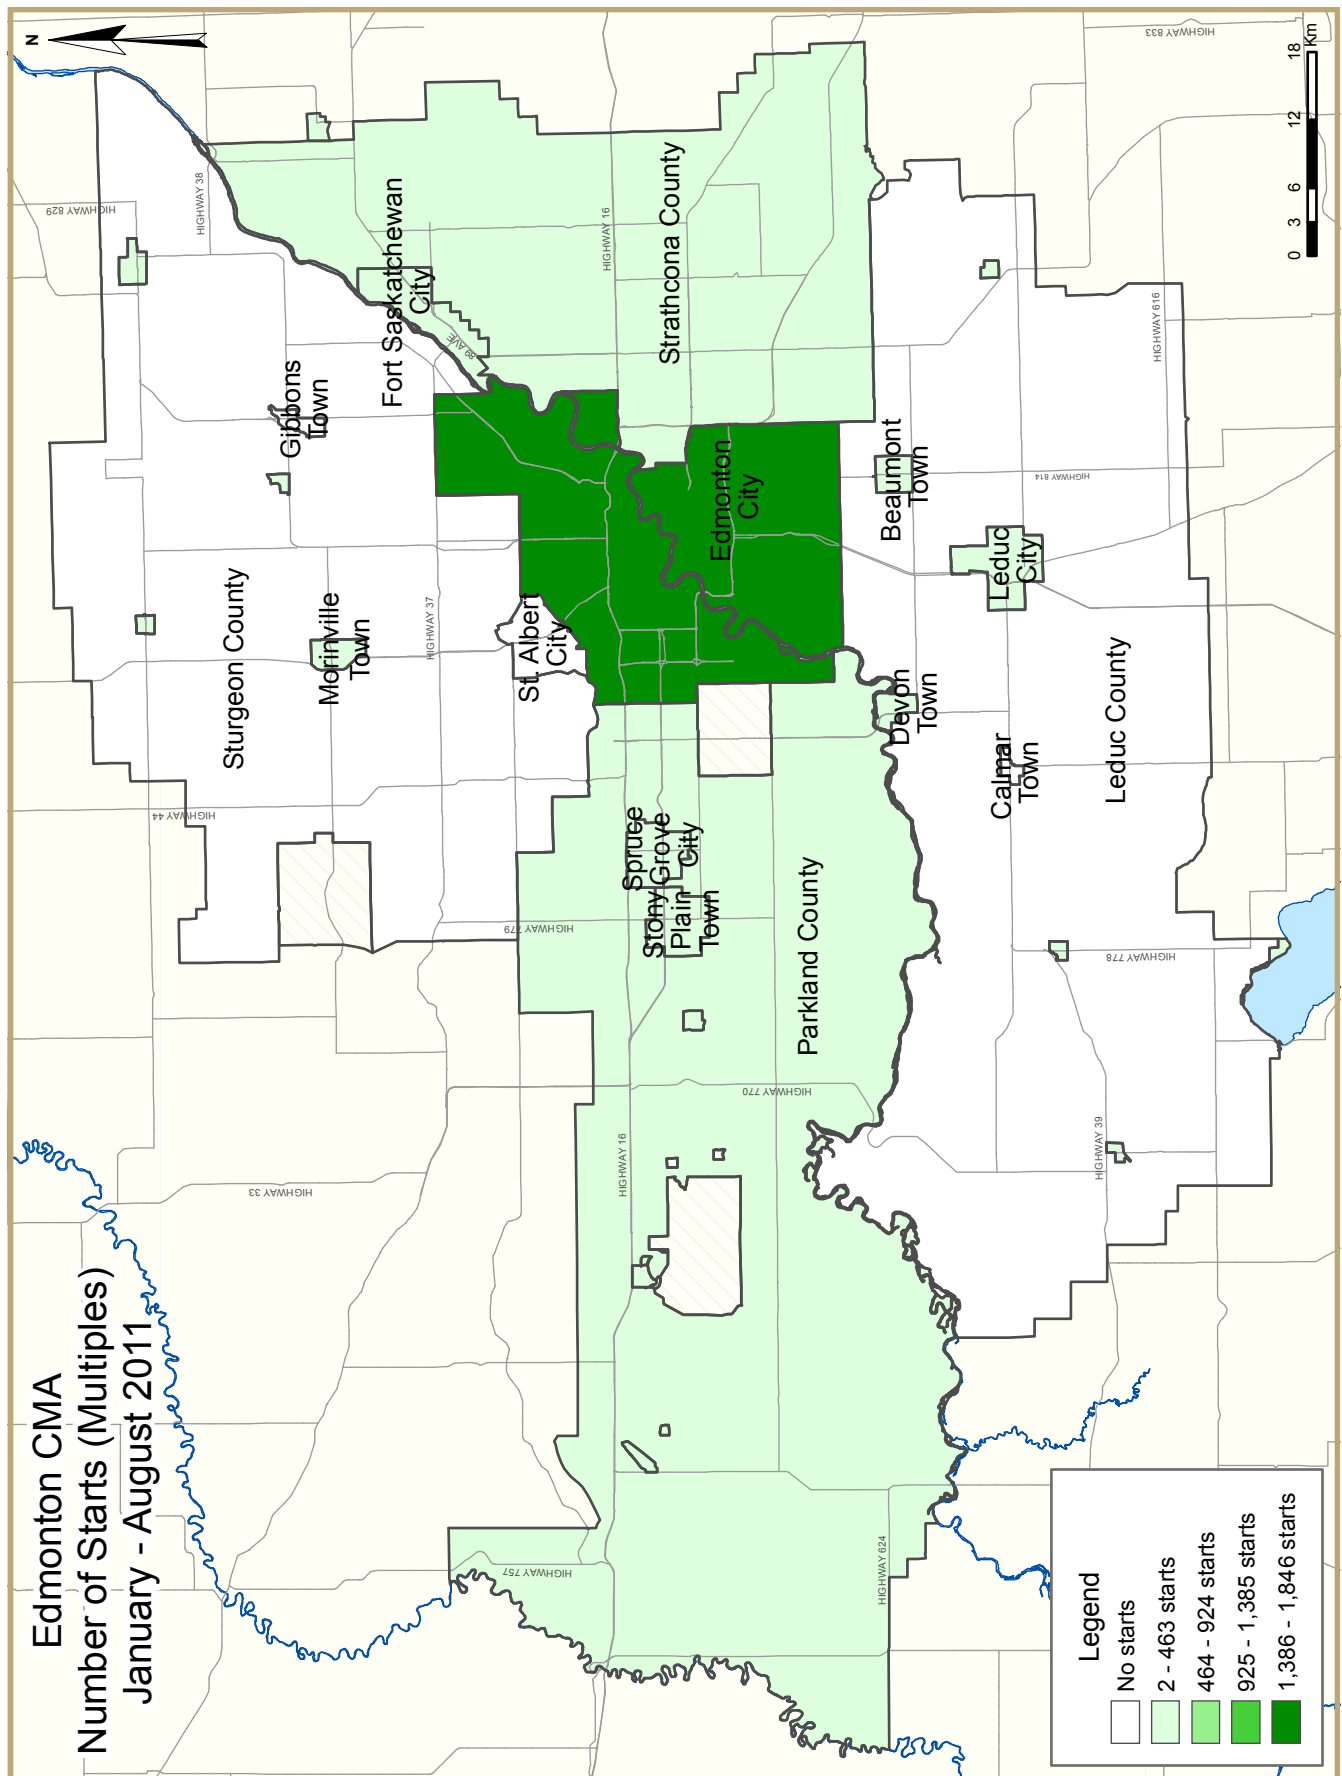 Edmonton CMA
Number of Starts (Multiples)
January - August 2011
N
HIGHWAY 829
HIGHWAY 38
HIGHWAY 833
HIGHWAY 44
HIGHWAY 37
HIGHWAY 779
HIGHWAY 33
HIGHWAY 757
HIGHWAY 16
HIGHWAY 16
HIGHWAY 770
HIGHWAY 624
HIGHWAY 39
HIGHWAY 778
HIGHWAY 814
HIGHWAY 616
89 AVE
Sturgeon County
Gibbons
Town
Morinville
Town
Fort Saskatchewan
City
St. Albert
City
Strathcona County
Edmonton
City
Spruce
Grove
City
Stony
Plain
Town
Parkland County
Beaumont
Town
Leduc
City
Devon
Town
Calmar
Town
Leduc County
Legend
No starts
2 - 463 starts
464 - 924 starts
925 - 1,385 starts
1,386 - 1,846 starts
0 3 6 12 18
Km